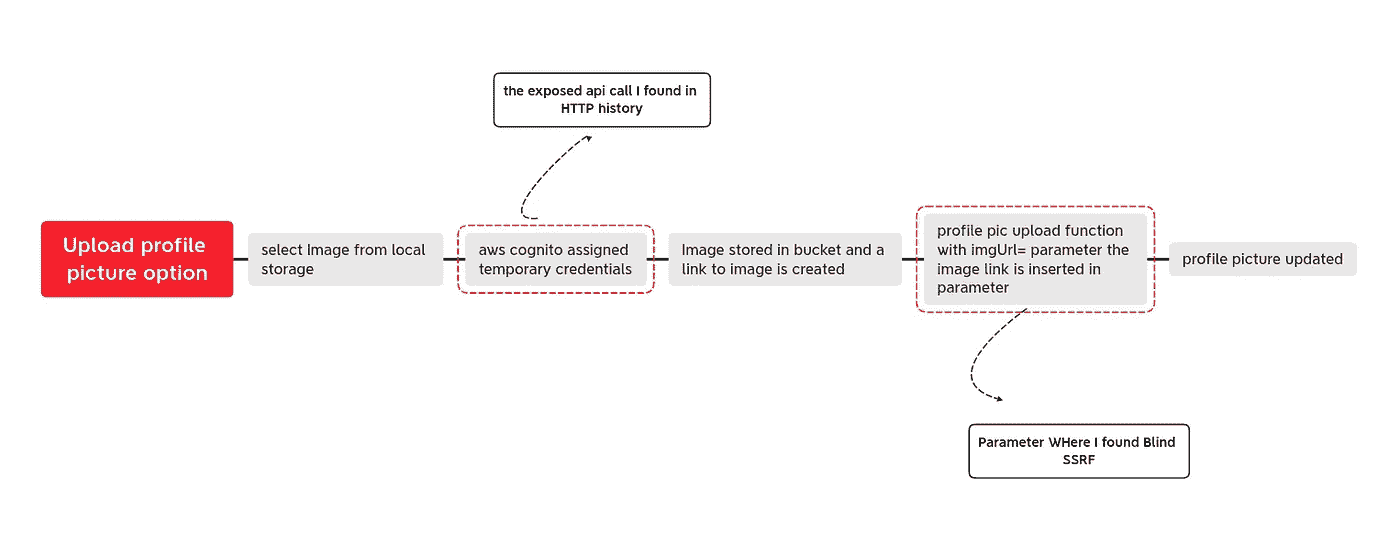 the exposed api call I found in
HTTP history
Upload profile
picture option
select Image from local
storage
aws cognito assigned
temporary credentials
Image stored in bucket and a
link to image is created
profile pic upload function
with imgUrl= parameter the
image link is inserted in
parameter
profile picture updated
Parameter WHere I found Blind
SSRF